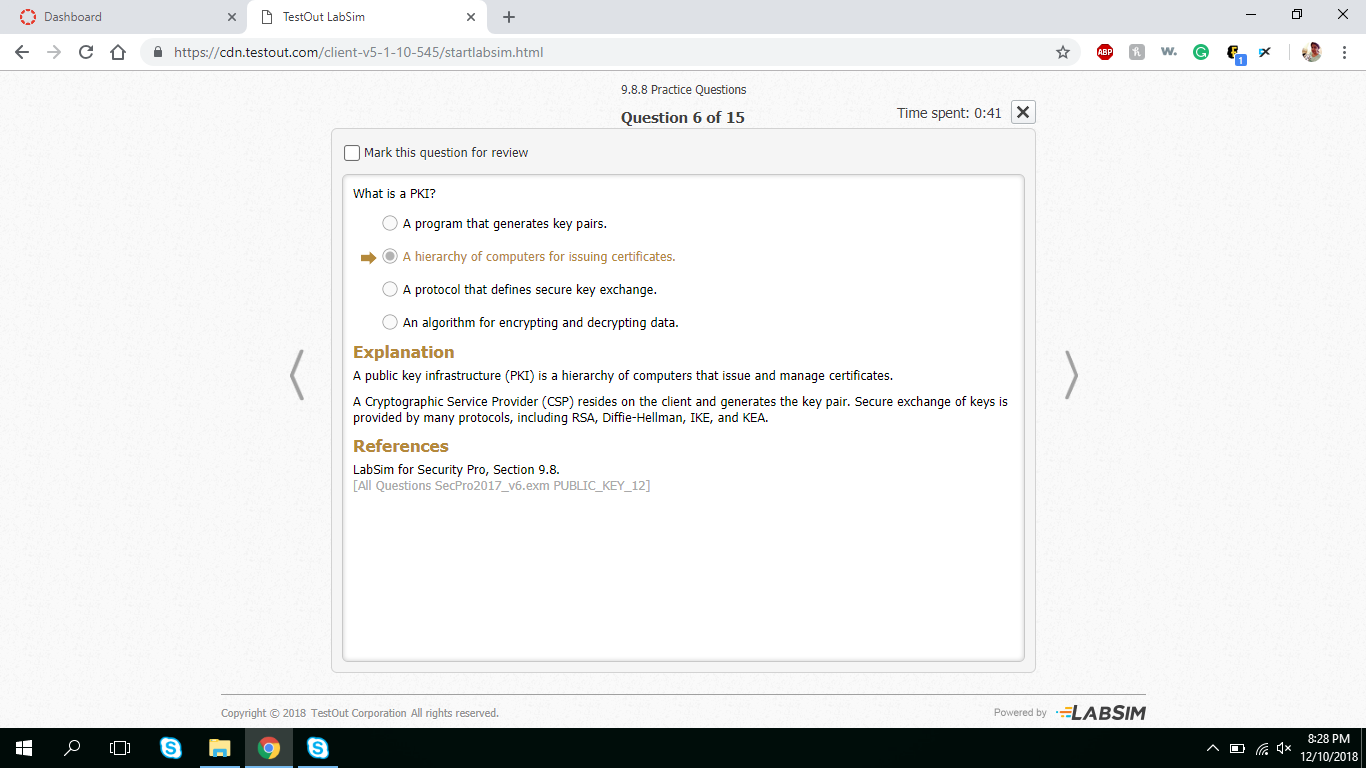 Dashboard
TestOut LabSim
https://cdn.testout.com/client-v5-1-10-545/startlabsim.html
ABP
w.
1
9.8.8 Practice Questions
Question 6 of 15
Time spent: 0:41
Mark this question for review
What is a PKI?
A program that generates key pairs.
A hierarchy of computers for issuing certificates.
A protocol that defines secure key exchange.
An algorithm for encrypting and decrypting data.
Explanation
A public key infrastructure (PKI) is a hierarchy of computers that issue and manage certificates.
A Cryptographic Service Provider (CSP) resides on the client and generates the key pair. Secure exchange of keys is
provided by many protocols, including RSA, Diffie-Hellman, IKE, and KEA.
References
LabSim for Security Pro, Section 9.8.
[All Questions SecPro2017_v6.exm PUBLIC_KEY_12]
Copyright © 2018 TestOut Corporation All rights reserved.
Powered by LABSIM
8:28 PM
12/10/2018